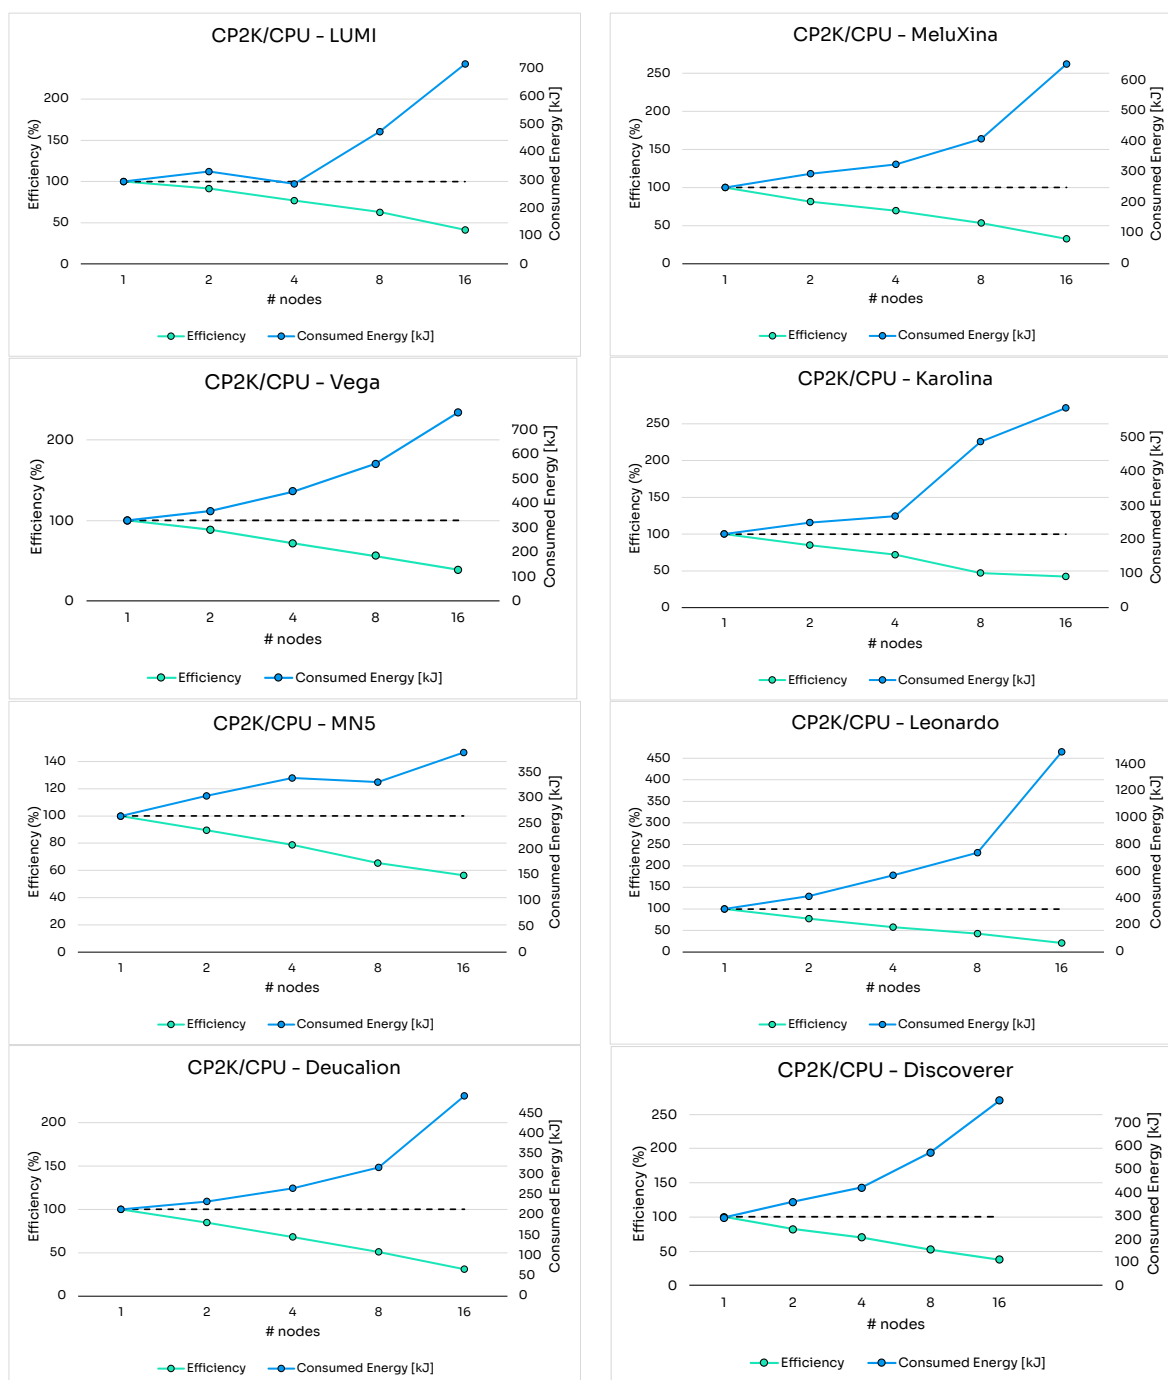 CP2K/CPU - LUMI
Efficiency (%)
200
150
100
50
0
700
600
500
400
300
200
100
0
Consumed Energy [kJ]
1 2 4 8 16
# nodes
Efficiency Consumed Energy [kJ]
CP2K/CPU - MeluXina
Efficiency (%)
250
200
150
100
50
0
600
500
400
300
200
100
0
Consumed Energy [kJ]
1 2 4 8 16
# nodes
Efficiency Consumed Energy [kJ]
CP2K/CPU - Vega
Efficiency (%)
200
100
0
700
600
500
400
300
200
100
0
Consumed Energy [kJ]
1 2 4 8 16
# nodes
Efficiency Consumed Energy [kJ]
CP2K/CPU - Karolina
Efficiency (%)
250
200
150
100
50
0
500
400
300
200
100
0
Consumed Energy [kJ]
1 2 4 8 16
# nodes
Efficiency Consumed Energy [kJ]
CP2K/CPU - MN5
Efficiency (%)
140
120
100
80
60
40
20
0
350
300
250
200
150
100
50
0
Consumed Energy [kJ]
1 2 4 8 16
# nodes
Efficiency Consumed Energy [kJ]
CP2K/CPU - Leonardo
Efficiency (%)
450
400
350
300
250
200
150
100
50
0
1400
1200
1000
800
600
400
200
0
Consumed Energy [kJ]
1 2 4 8 16
# nodes
Efficiency Consumed Energy [kJ]
CP2K/CPU - Deucalion
Efficiency (%)
200
150
100
50
0
450
400
350
300
250
200
150
100
50
0
Consumed Energy [kJ]
1 2 4 8 16
# nodes
Efficiency Consumed Energy [kJ]
CP2K/CPU - Discoverer
Efficiency (%)
250
200
150
100
50
0
700
600
500
400
300
200
100
0
Consumed Energy [kJ]
1 2 4 8 16
# nodes
Efficiency Consumed Energy [kJ]